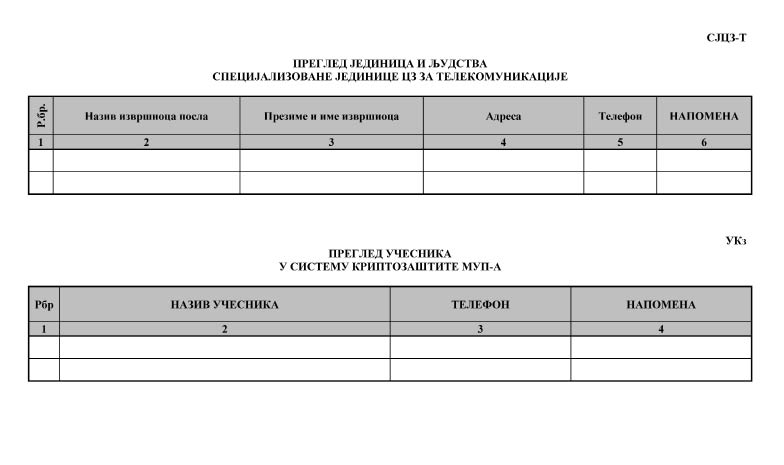 СЈЦЗ-Т
ПРЕГЛЕД ЈЕДИНИЦА И ЉУДСТВА
СПЕЦИЈАЛИЗОВАНЕ ЈЕДИНИЦЕ ЦЗ ЗА ТЕЛЕКОМУНИКАЦИЈЕ
Р.бр. Назив извршиоца посла Презиме и име извршиоца Адреса Телефон НАПОМЕНА
1 2 3 4 5 6
УКз
ПРЕГЛЕД УЧЕСНИКА
У СИСТЕМУ КРИПТОЗАШТИТЕ МУП-А
Рбр НАЗИВ УЧЕСНИКА ТЕЛЕФОН НАПОМЕНА
1 2 3 4